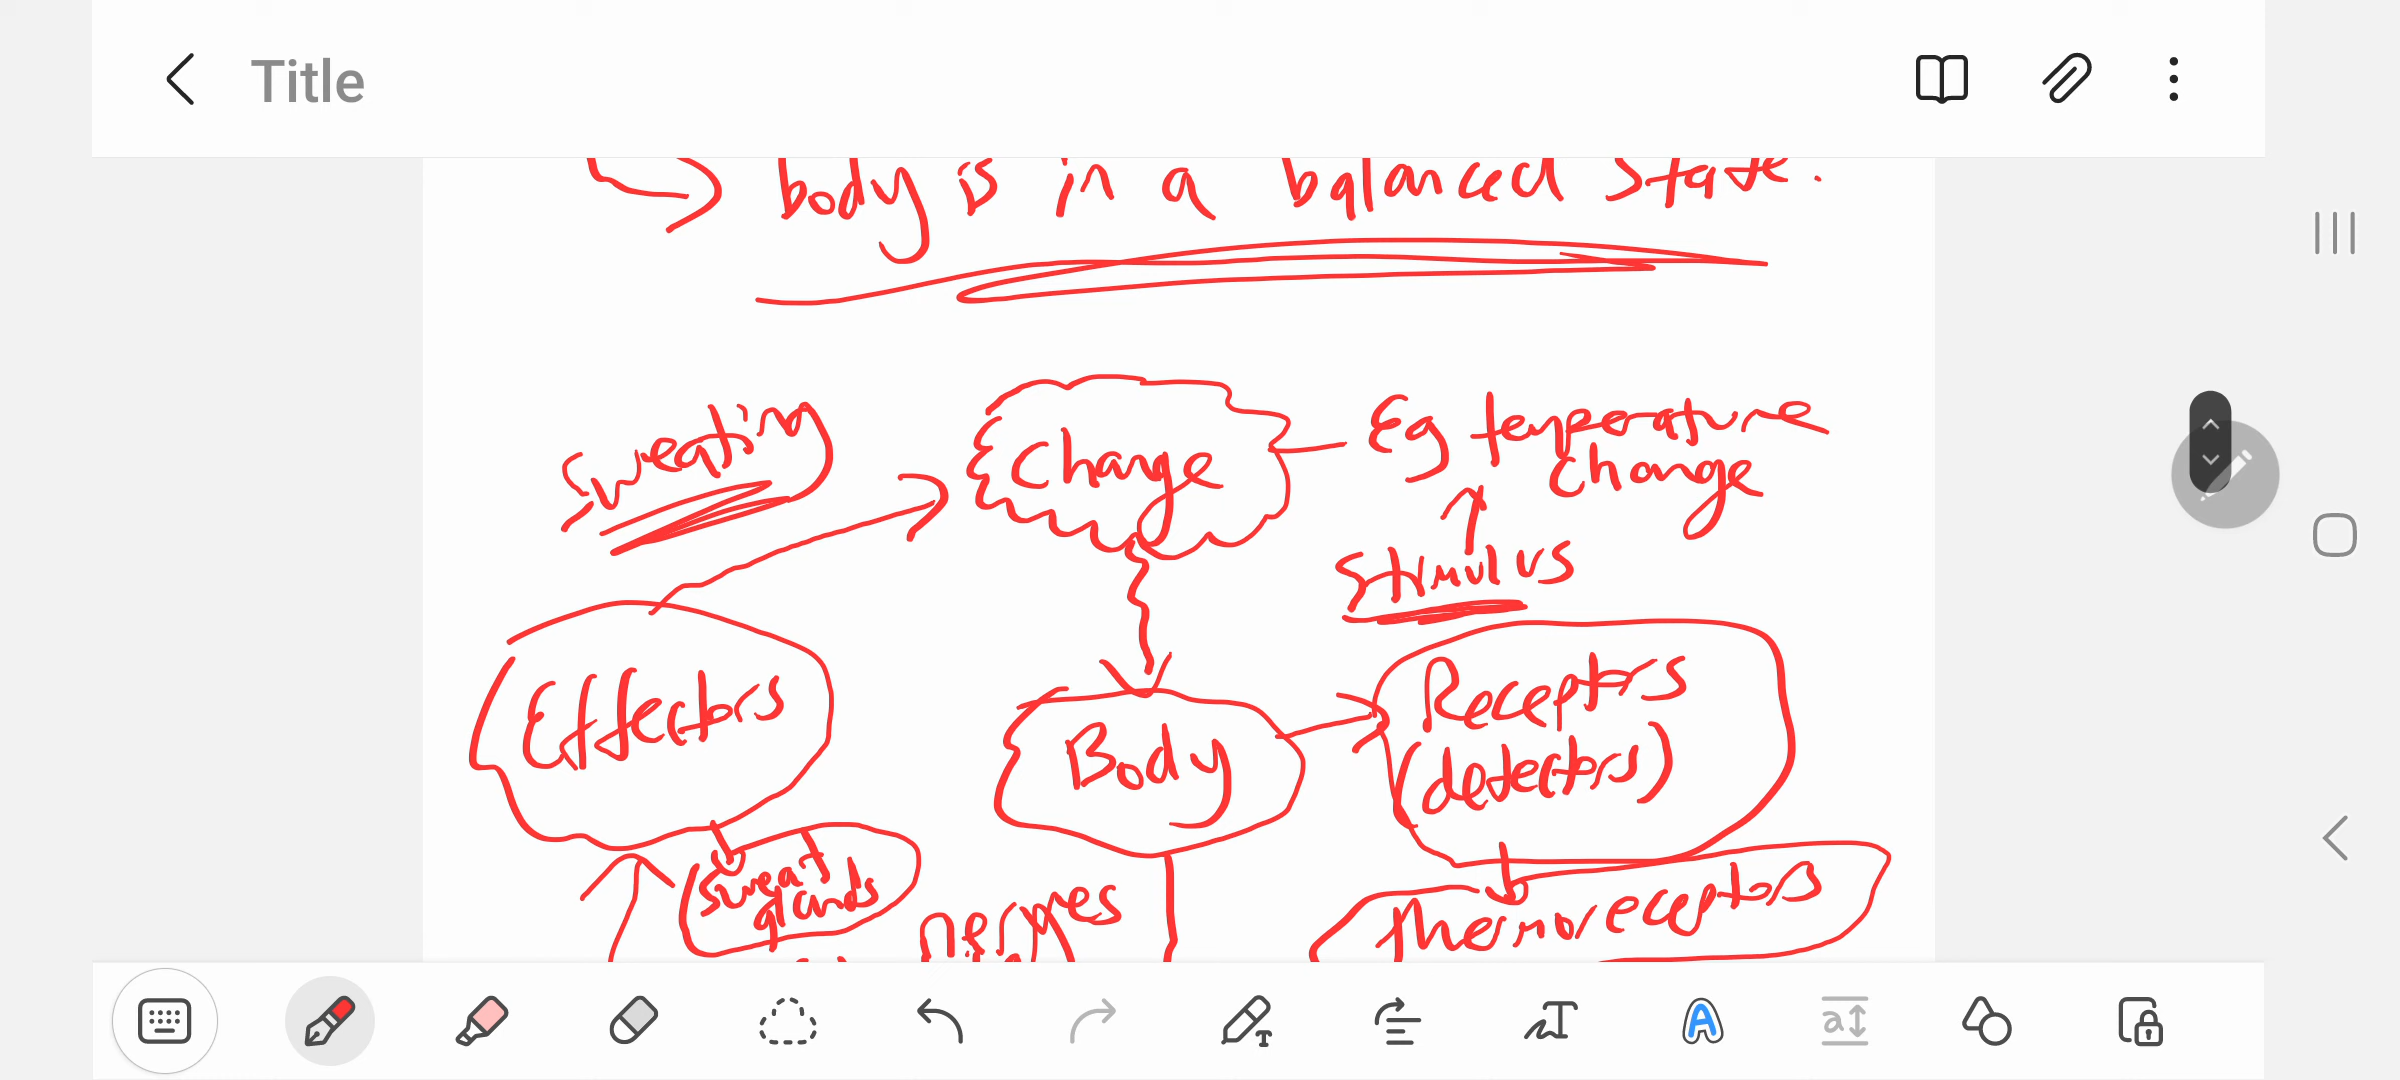 Title
body is in a balanced state.
sweating
Change
Eg temperature
change
stimulus
Effectors
Body
Receptors
(detectors)
sweat
glands
nerves
thermoreceptors